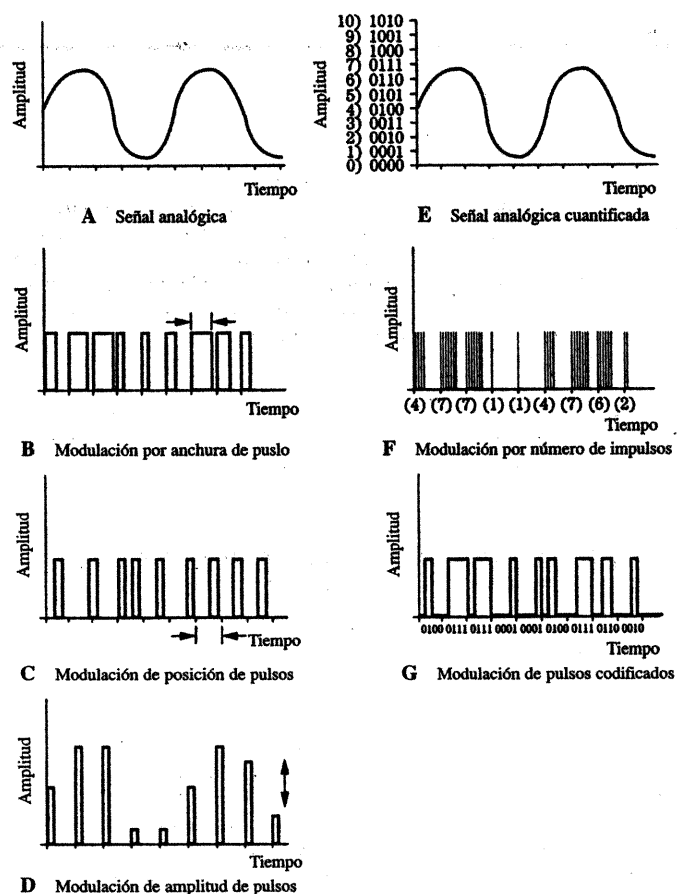 Amplitud
Tiempo
A Señal analógica
10) 1010
9) 1001
8) 1000
7) 0111
6) 0110
5) 0101
4) 0100
3) 0011
2) 0010
1) 0001
0) 0000
Amplitud
Tiempo
E Señal analógica cuantificada
Amplitud
Tiempo
B Modulación por anchura de puslo
Amplitud
(4) (7) (7) (1) (1) (4) (7) (6) (2)
Tiempo
F Modulación por número de impulsos
Amplitud
Tiempo
C Modulación de posición de pulsos
Amplitud
0100 0111 0111 0001 0001 0100 0111 0110 0010
Tiempo
G Modulación de pulsos codificados
Amplitud
Tiempo
D Modulación de amplitud de pulsos